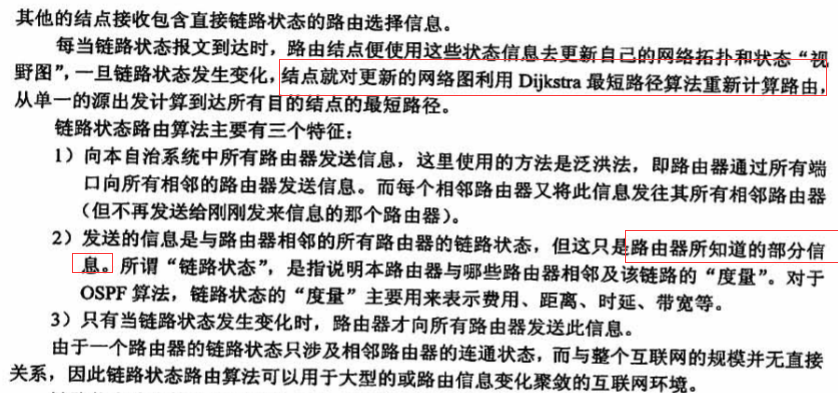 其他的结点接收包含直接链路状态的路由选择信息。
每当链路状态报文到达时，路由结点便使用这些状态信息去更新自己的网络拓扑和状态“视
野图”，一旦链路状态发生变化，结点就对更新的网络图利用 Dijkstra 最短路径算法重新计算路由，
从单一的源出发计算到达所有目的结点的最短路径。
链路状态路由算法主要有三个特征：
1）向本自治系统中所有路由器发送信息，这里使用的方法是泛洪法，即路由器通过所有端
口向所有相邻的路由器发送信息。而每个相邻路由器又将此信息发往其所有相邻路由器
（但不再发送给刚刚发来信息的那个路由器）。
2）发送的信息是与路由器相邻的所有路由器的链路状态，但这只是路由器所知道的部分信
息。所谓“链路状态”，是指说明本路由器与哪些路由器相邻及该链路的“度量”。对于
OSPF 算法，链路状态的“度量”主要用来表示费用、距离、时延、带宽等。
3）只有当链路状态发生变化时，路由器才向所有路由器发送此信息。
由于一个路由器的链路状态只涉及相邻路由器的连通状态，而与整个互联网的规模并无直接
关系，因此链路状态路由算法可以用于大型的或路由信息变化聚敛的互联网环境。